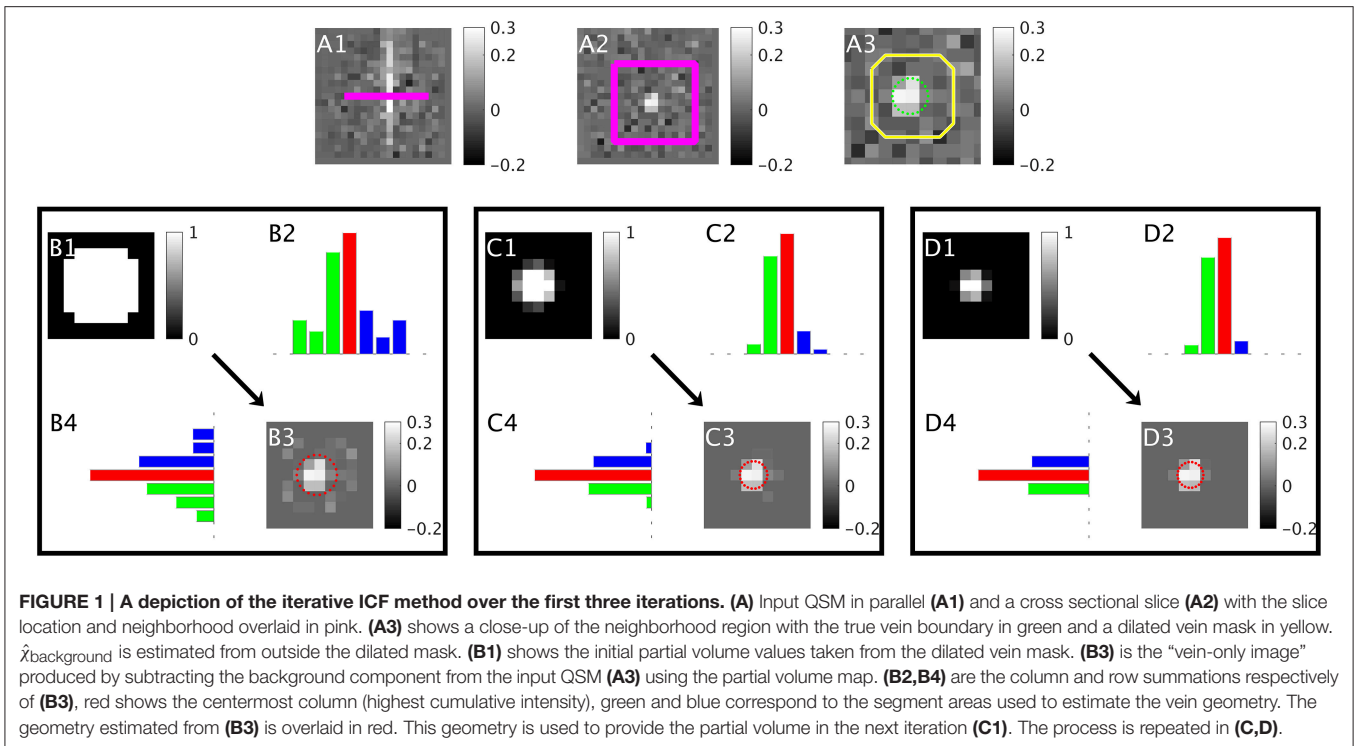 A1
0.3
0.2
0
−0.2
A2
0.3
0.2
0
−0.2
A3
0.3
0.2
0
−0.2
B1
1
0
B2
B4
B3
0.3
0.2
0
−0.2
C1
1
0
C2
C4
C3
0.3
0.2
0
−0.2
D1
1
0
D2
D4
D3
0.3
0.2
0
−0.2
FIGURE 1 | A depiction of the iterative ICF method over the first three iterations. (A) Input QSM in parallel (A1) and a cross sectional slice (A2) with the slice
location and neighborhood overlaid in pink. (A3) shows a close-up of the neighborhood region with the true vein boundary in green and a dilated vein mask in yellow.
χ̂background is estimated from outside the dilated mask. (B1) shows the initial partial volume values taken from the dilated vein mask. (B3) is the “vein-only image”
produced by subtracting the background component from the input QSM (A3) using the partial volume map. (B2,B4) are the column and row summations respectively
of (B3), red shows the centermost column (highest cumulative intensity), green and blue correspond to the segment areas used to estimate the vein geometry. The
geometry estimated from (B3) is overlaid in red. This geometry is used to provide the partial volume in the next iteration (C1). The process is repeated in (C,D).